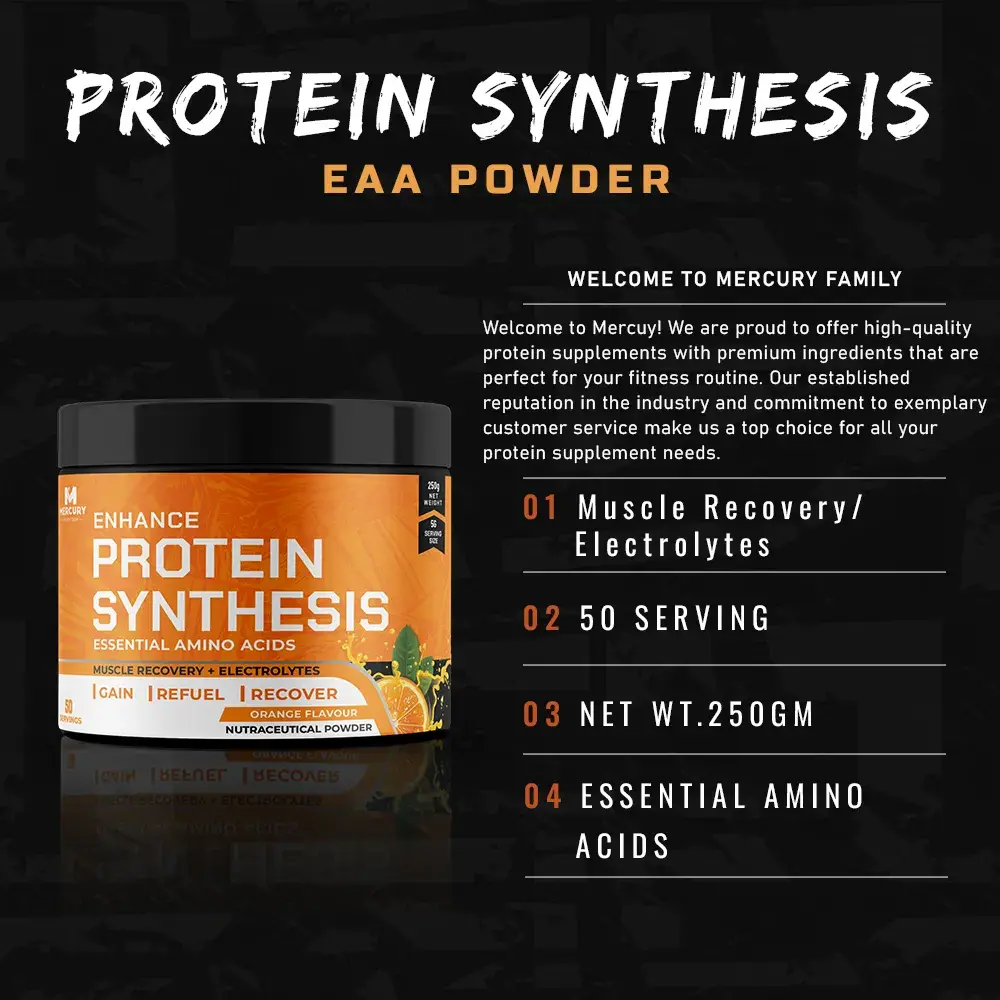 PROTEIN SYNTHESIS
EAA POWDER
WELCOME TO MERCURY FAMILY
Welcome to Mercuy! We are proud to offer high-quality
protein supplements with premium ingredients that are
perfect for your fitness routine. Our established
reputation in the industry and commitment to exemplary
customer service make us a top choice for all your
protein supplement needs.
01 Muscle Recovery/
Electrolytes
02 50 SERVING
03 NET WT.250GM
04 ESSENTIAL AMINO
ACIDS
M
MERCURY
250g
NET
WEIGHT
5G
SERVING
SIZE
ENHANCE
PROTEIN
SYNTHESIS
ESSENTIAL AMINO ACIDS
MUSCLE RECOVERY + ELECTROLYTES
GAIN REFUEL RECOVER
50
SERVINGS
ORANGE FLAVOUR
NUTRACEUTICAL POWDER